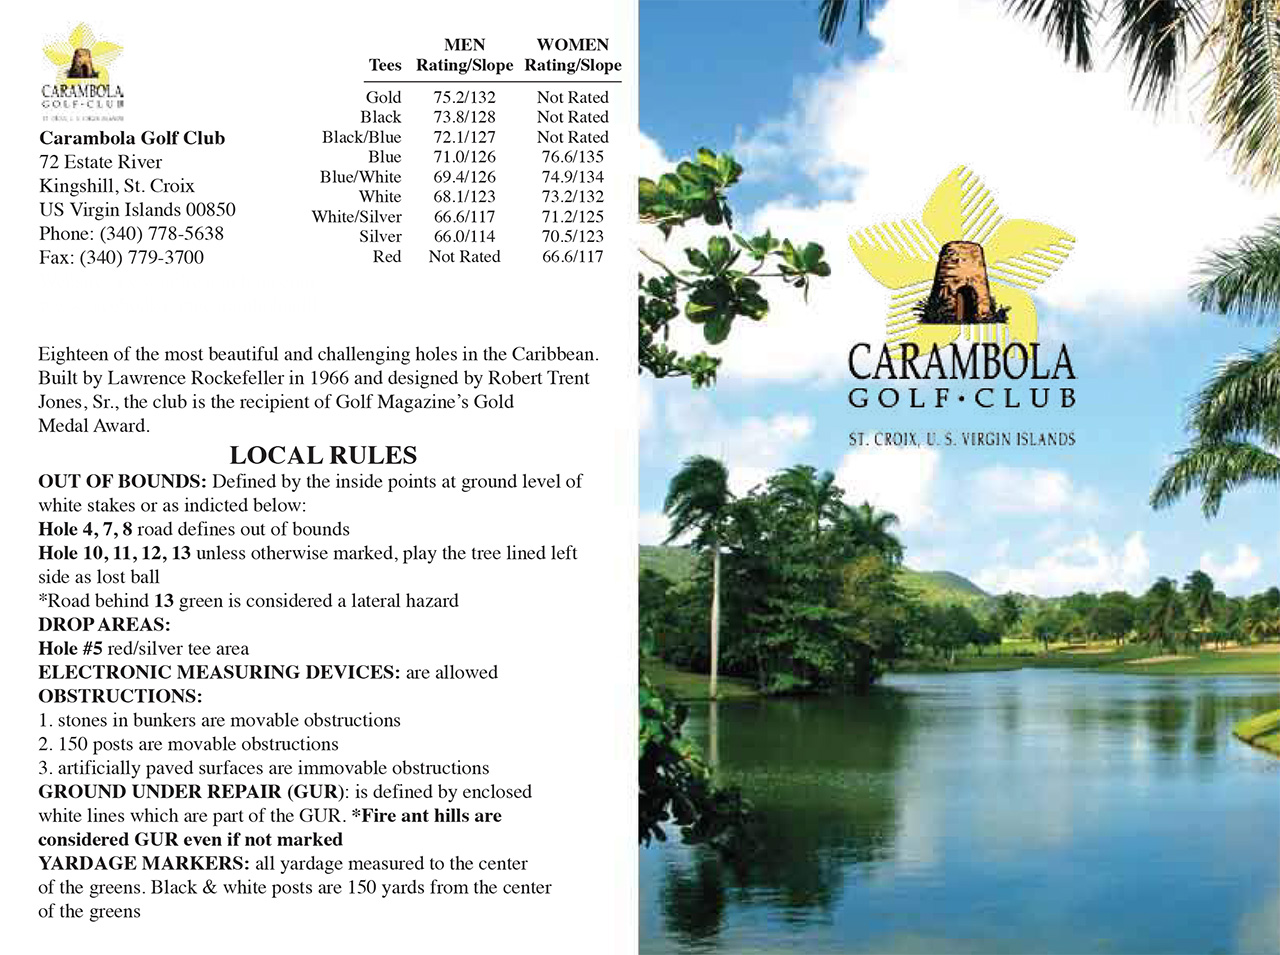 CARAMBOLA
GOLF • CLUB
ST. CROIX, U. S. VIRGIN ISLANDS
Carambola Golf Club
72 Estate River
Kingshill, St. Croix
US Virgin Islands 00850
Phone: (340) 778-5638
Fax: (340) 779-3700
MEN WOMEN
Tees Rating/Slope Rating/Slope
Gold 75.2/132 Not Rated
Black 73.8/128 Not Rated
Black/Blue 72.1/127 Not Rated
Blue 71.0/126 76.6/135
Blue/White 69.4/126 74.9/134
White 68.1/123 73.2/132
White/Silver 66.6/117 71.2/125
Silver 66.0/114 70.5/123
Red Not Rated 66.6/117
Eighteen of the most beautiful and challenging holes in the Caribbean.
Built by Lawrence Rockefeller in 1966 and designed by Robert Trent
Jones, Sr., the club is the recipient of Golf Magazine's Gold
Medal Award.
LOCAL RULES
OUT OF BOUNDS: Defined by the inside points at ground level of
white stakes or as indicted below:
Hole 4, 7, 8 road defines out of bounds
Hole 10, 11, 12, 13 unless otherwise marked, play the tree lined left
side as lost ball
*Road behind 13 green is considered a lateral hazard
DROP AREAS:
Hole #5 red/silver tee area
ELECTRONIC MEASURING DEVICES: are allowed
OBSTRUCTIONS:
1. stones in bunkers are movable obstructions
2. 150 posts are movable obstructions
3. artificially paved surfaces are immovable obstructions
GROUND UNDER REPAIR (GUR): is defined by enclosed
white lines which are part of the GUR. *Fire ant hills are
considered GUR even if not marked
YARDAGE MARKERS: all yardage measured to the center
of the greens. Black & white posts are 150 yards from the center
of the greens
CARAMBOLA
GOLF • CLUB
ST. CROIX, U. S. VIRGIN ISLANDS